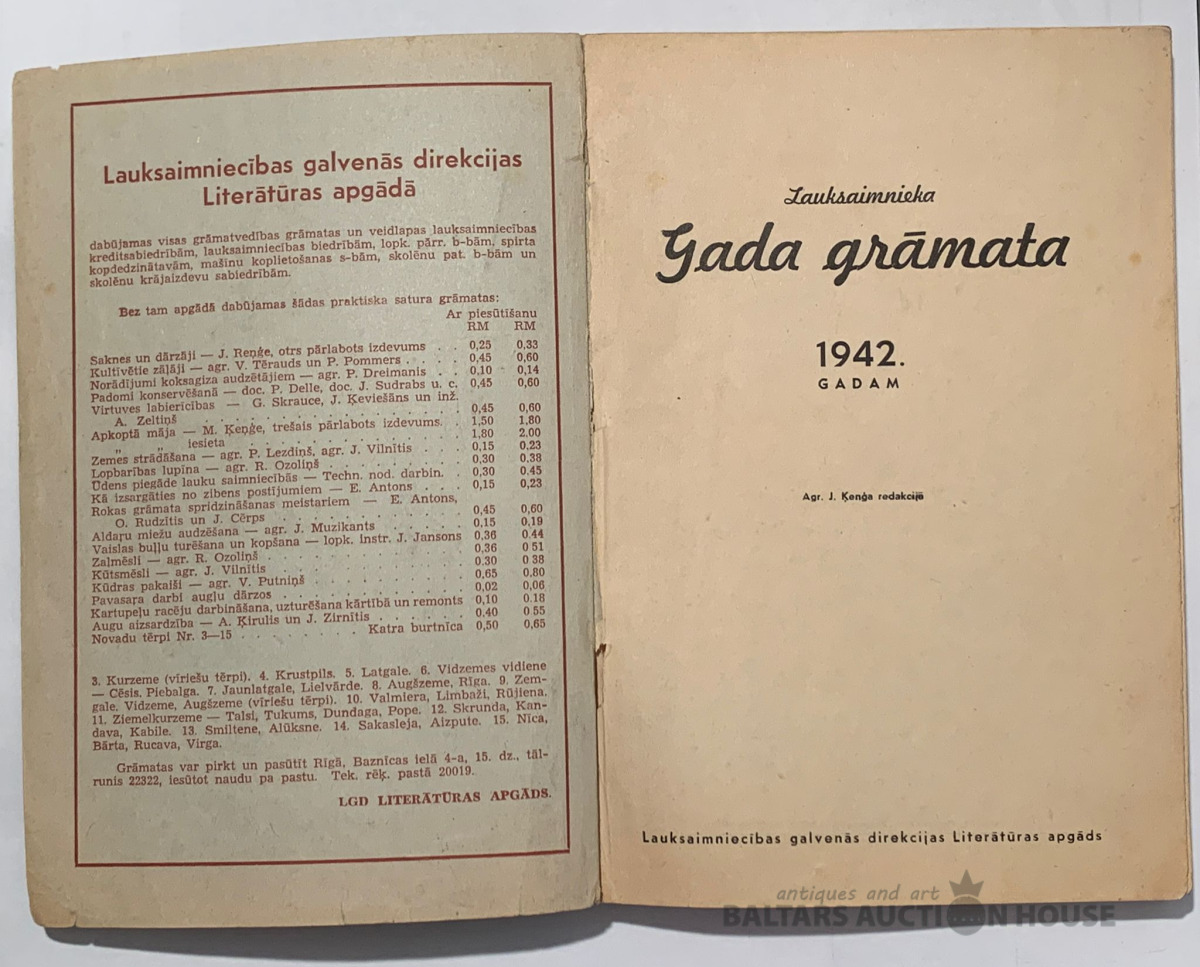 Lauksaimniecības galvenās direkcijas
Literātūras apgādā
dabūjamas visas grāmatvedības grāmatas un veidlapas lauksaimniecības
kreditsabiedrībām, lauksaimniecības biedrībām, lopk. pārr. b-bām, spirta
kopdedzinātavām, mašīnu koplietošanas s-bām, skolēnu pat. b-bām un
skolēnu krājaizdevu sabiedrībām.
Bez tam apgādā dabūjamas šādas praktiska satura grāmatas:
Ar piesūtīšanu
RM RM
Saknes un dārzāji — J. Reņģe, otrs pārlabots izdevums . . 0,25 0,33
Kultivētie zālāji — agr. V. Tērauds un P. Pommers . . . . 0,45 0,60
Norādījumi koksagiza audzētājiem — agr. P. Dreimanis . . 0,10 0,14
Padomi konservēšanā — doc. P. Delle, doc. J. Sudrabs u. c. 0,45 0,60
Virtuves labierīcības — G. Skrauce, J. Ķeviešāns un inž.
A. Zeltiņš . . . . . . . . . . 0,45 0,60
Apkoptā māja — M. Ķeņģe, trešais pārlabots izdevums. . 1,50 1,80
„ „ iesieta . . . . . . . . . 1,80 2,00
Zemes strādāšana — agr. P. Lezdiņš, agr. J. Vilnītis . . . 0,15 0,23
Lopbarības lupīna — agr. R. Ozoliņš . . . . . . . 0,30 0.38
Ūdens piegāde lauku saimniecībās — Techn. nod. darbin. . 0,30 0.45
Kā izsargāties no zibens postījumiem — E. Antons . . . 0,15 0,23
Rokas grāmata spridzināšanas meistariem — E. Antons,
O. Rudzītis un J. Cērps . . . . . . . . 0,45 0,60
Aldaru miežu audzēšana — agr. J. Muzikants . . . . . 0,15 0,19
Vaislas buļļu turēšana un kopšana — lopk. instr. J. Jansons 0,36 0.44
Zaļmēsli — agr. R. Ozoliņš . . . . . . . . . 0,36 0 51
Kūtsmēsli — agr. J. Vilnītis . . . . . . . . . 0.30 0 38
Kūdras pakaiši — agr. V. Putniņš . . . . . . . . 0,65 0,80
Pavasara darbi augļu dārzos . . . . . . . . . 0,02 0,06
Kartupeļu racēju darbināšana, uzturēšana kārtībā un remonts 0,10 0.18
Augu aizsardzība — A. Ķirulis un J. Zirnītis . . . . . . 0,40 0 55
Novadu tērpi Nr. 3—15 . . . . . . . . Katra burtnīca 0,50 0,65
3. Kurzeme (vīriešu tērpi). 4. Krustpils. 5. Latgale. 6. Vidzemes vidiene
— Cēsis. Piebalga. 7. Jaunlatgale, Lielvārde. 8. Augšzeme, Rīga. 9. Zem-
gale. Vidzeme, Augšzeme (vīriešu tērpi). 10. Valmiera, Limbaži, Rūjiena.
11. Ziemelkurzeme — Talsi, Tukums, Dundaga, Pope. 12. Skrunda, Kan-
dava, Kabile. 13. Smiltene, Alūksne. 14. Sakasleja, Aizpute. 15. Nīca,
Bārta, Rucava, Virga.
Grāmatas var pirkt un pasūtīt Rīgā, Baznīcas ielā 4-a, 15. dz., tāl-
runis 22322, iesūtot naudu pa pastu. Tek. rēķ. pastā 20019.
LGD LITERĀTŪRAS APGĀDS.
Lauksaimnieka
Gada grāmata
1942.
GADAM
Agr. J. Ķeņģa redakcijā
Lauksaimniecības galvenās direkcijas Literātūras apgāds
antiques and art
BALTARS AUCTION HOUSE